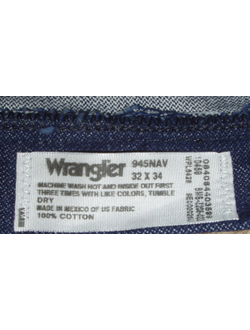 Wrangler
945NAV
32 X 34
MACHINE WASH HOT AND INSIDE OUT FIRST
THREE TIMES WITH LIKE COLORS, TUMBLE
DRY
MADE IN MEXICO OF US FABRIC
100% COTTON